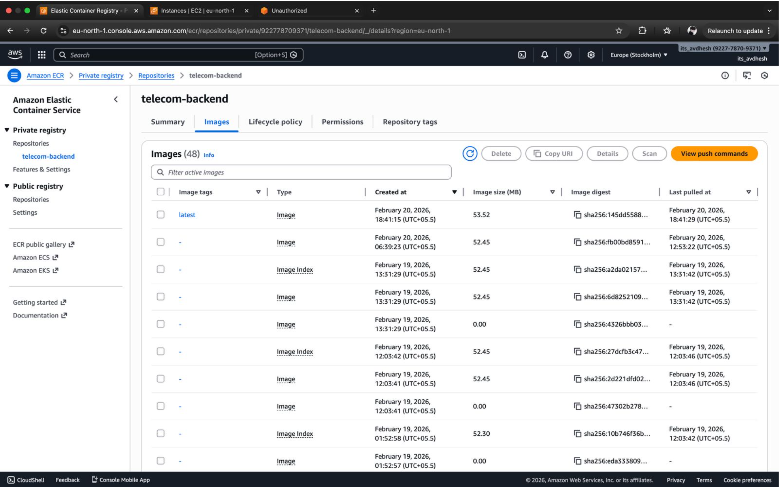 Elastic Container Registry - P
Instances | EC2 | eu-north-1
Unauthorized
eu-north-1.console.aws.amazon.com/ecr/repositories/private/922778700371/telecom-backend/_/details?region=eu-north-1
Relaunch to update
aws
Search
[Option+S]
Europe (Stockholm)
its_avdhesh (9227-7870-0371)
its_avdhesh
Amazon ECR
Private registry
Repositories
telecom-backend
Amazon Elastic
Container Service
Private registry
Repositories
telecom-backend
Features & Settings
Public registry
Repositories
Settings
ECR public gallery
Amazon ECS
Amazon EKS
Getting started
Documentation
telecom-backend
Summary
Images
Lifecycle policy
Permissions
Repository tags
Images (48) Info
Delete
Copy URI
Details
Scan
View push commands
Filter active images
Image tags
Type
Created at
Image size (MB)
Image digest
Last pulled at
latest
Image
February 20, 2026,
18:41:15 (UTC+05.5)
53.52
sha256:145dd5588...
February 20, 2026,
18:41:29 (UTC+05.5)
-
Image
February 20, 2026,
06:39:23 (UTC+05.5)
52.45
sha256:fb00bd8591...
February 20, 2026,
12:53:22 (UTC+05.5)
-
Image Index
February 19, 2026,
13:31:29 (UTC+05.5)
52.45
sha256:a2da02157...
February 19, 2026,
13:31:42 (UTC+05.5)
-
Image
February 19, 2026,
13:31:29 (UTC+05.5)
52.45
sha256:6d8252109...
February 19, 2026,
13:31:42 (UTC+05.5)
-
Image
February 19, 2026,
13:31:29 (UTC+05.5)
0.00
sha256:4326bbb03...
-
-
Image Index
February 19, 2026,
12:03:42 (UTC+05.5)
52.45
sha256:27dcfb3c47...
February 19, 2026,
12:03:46 (UTC+05.5)
-
Image
February 19, 2026,
12:03:41 (UTC+05.5)
52.45
sha256:2d221dfd02...
February 19, 2026,
12:03:46 (UTC+05.5)
-
Image
February 19, 2026,
12:03:41 (UTC+05.5)
0.00
sha256:47302b278...
-
-
Image Index
February 19, 2026,
01:52:58 (UTC+05.5)
52.30
sha256:10b746f36b...
February 19, 2026,
12:03:42 (UTC+05.5)
-
Image
February 19, 2026,
01:52:57 (UTC+05.5)
0.00
sha256:eda333809...
-
CloudShell
Feedback
Console Mobile App
© 2026, Amazon Web Services, Inc. or its affiliates.
Privacy
Terms
Cookie preferences